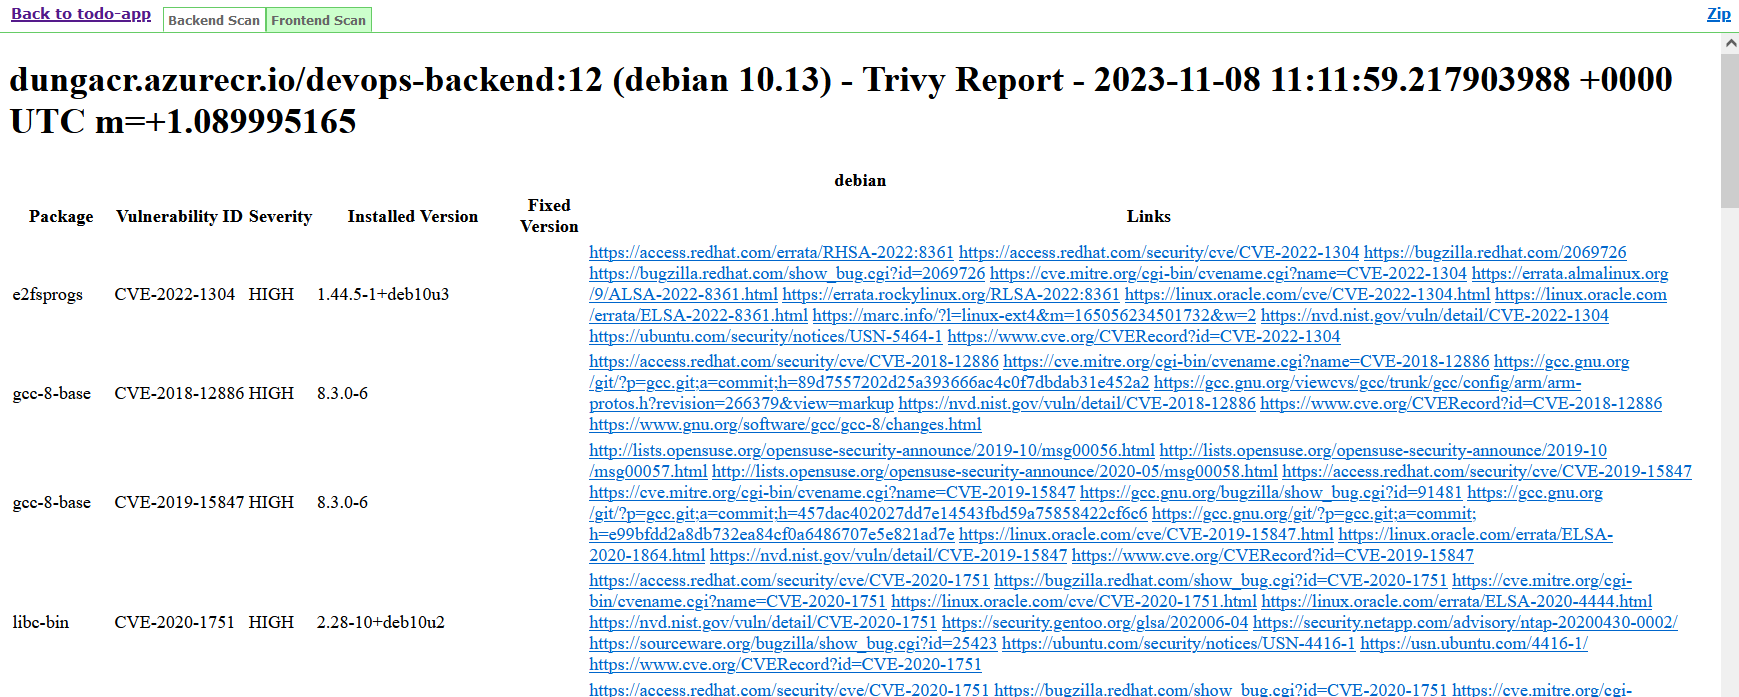 Back to todo-app Backend Scan Frontend Scan Zip
dungacr.azurecr.io/devops-backend:12 (debian 10.13) - Trivy Report - 2023-11-08 11:11:59.217903988 +0000
UTC m=+1.089995165
debian
Package Vulnerability ID Severity Installed Version Fixed Version Links
https://access.redhat.com/errata/RHSA-2022:8361 https://access.redhat.com/security/cve/CVE-2022-1304 https://bugzilla.redhat.com/2069726
https://bugzilla.redhat.com/show_bug.cgi?id=2069726 https://cve.mitre.org/cgi-bin/cvename.cgi?name=CVE-2022-1304 https://errata.almalinux.org
e2fsprogs CVE-2022-1304 HIGH 1.44.5-1+deb10u3 /9/ALSA-2022-8361.html https://errata.rockylinux.org/RLSA-2022:8361 https://linux.oracle.com/cve/CVE-2022-1304.html https://linux.oracle.com
/errata/ELSA-2022-8361.html https://marc.info/?l=linux-ext4&m=165056234501732&w=2 https://nvd.nist.gov/vuln/detail/CVE-2022-1304
https://ubuntu.com/security/notices/USN-5464-1 https://www.cve.org/CVERecord?id=CVE-2022-1304
https://access.redhat.com/security/cve/CVE-2018-12886 https://cve.mitre.org/cgi-bin/cvename.cgi?name=CVE-2018-12886 https://gcc.gnu.org
/git/?p=gcc.git;a=commit;h=89d7557202d25a393666ac4c0f7dbdab31e452a2 https://gcc.gnu.org/viewcvs/gcc/trunk/gcc/config/arm/arm-
gcc-8-base CVE-2018-12886 HIGH 8.3.0-6 protos.h?revision=266379&view=markup https://nvd.nist.gov/vuln/detail/CVE-2018-12886 https://www.cve.org/CVERecord?id=CVE-2018-12886
https://www.gnu.org/software/gcc/gcc-8/changes.html
http://lists.opensuse.org/opensuse-security-announce/2019-10/msg00056.html http://lists.opensuse.org/opensuse-security-announce/2019-10
/msg00057.html http://lists.opensuse.org/opensuse-security-announce/2020-05/msg00058.html https://access.redhat.com/security/cve/CVE-2019-15847
https://cve.mitre.org/cgi-bin/cvename.cgi?name=CVE-2019-15847 https://gcc.gnu.org/bugzilla/show_bug.cgi?id=91481 https://gcc.gnu.org
gcc-8-base CVE-2019-15847 HIGH 8.3.0-6 /git/?p=gcc.git;a=commit;h=457dac402027dd7e14543fbd59a75858422cf6c6 https://gcc.gnu.org/git/?p=gcc.git;a=commit;
h=e99bfdd2a8db732ea84cf0a6486707e5e821ad7e https://linux.oracle.com/cve/CVE-2019-15847.html https://linux.oracle.com/errata/ELSA-
2020-1864.html https://nvd.nist.gov/vuln/detail/CVE-2019-15847 https://www.cve.org/CVERecord?id=CVE-2019-15847
https://access.redhat.com/security/cve/CVE-2020-1751 https://bugzilla.redhat.com/show_bug.cgi?id=CVE-2020-1751 https://cve.mitre.org/cgi-
bin/cvename.cgi?name=CVE-2020-1751 https://linux.oracle.com/cve/CVE-2020-1751.html https://linux.oracle.com/errata/ELSA-2020-4444.html
libc-bin CVE-2020-1751 HIGH 2.28-10+deb10u2 https://nvd.nist.gov/vuln/detail/CVE-2020-1751 https://security.gentoo.org/glsa/202006-04 https://security.netapp.com/advisory/ntap-20200430-0002/
https://sourceware.org/bugzilla/show_bug.cgi?id=25423 https://ubuntu.com/security/notices/USN-4416-1 https://usn.ubuntu.com/4416-1/
https://www.cve.org/CVERecord?id=CVE-2020-1751
https://access.redhat.com/security/cve/CVE-2020-1751 https://bugzilla.redhat.com/show_bug.cgi?id=CVE-2020-1751 https://cve.mitre.org/cgi-